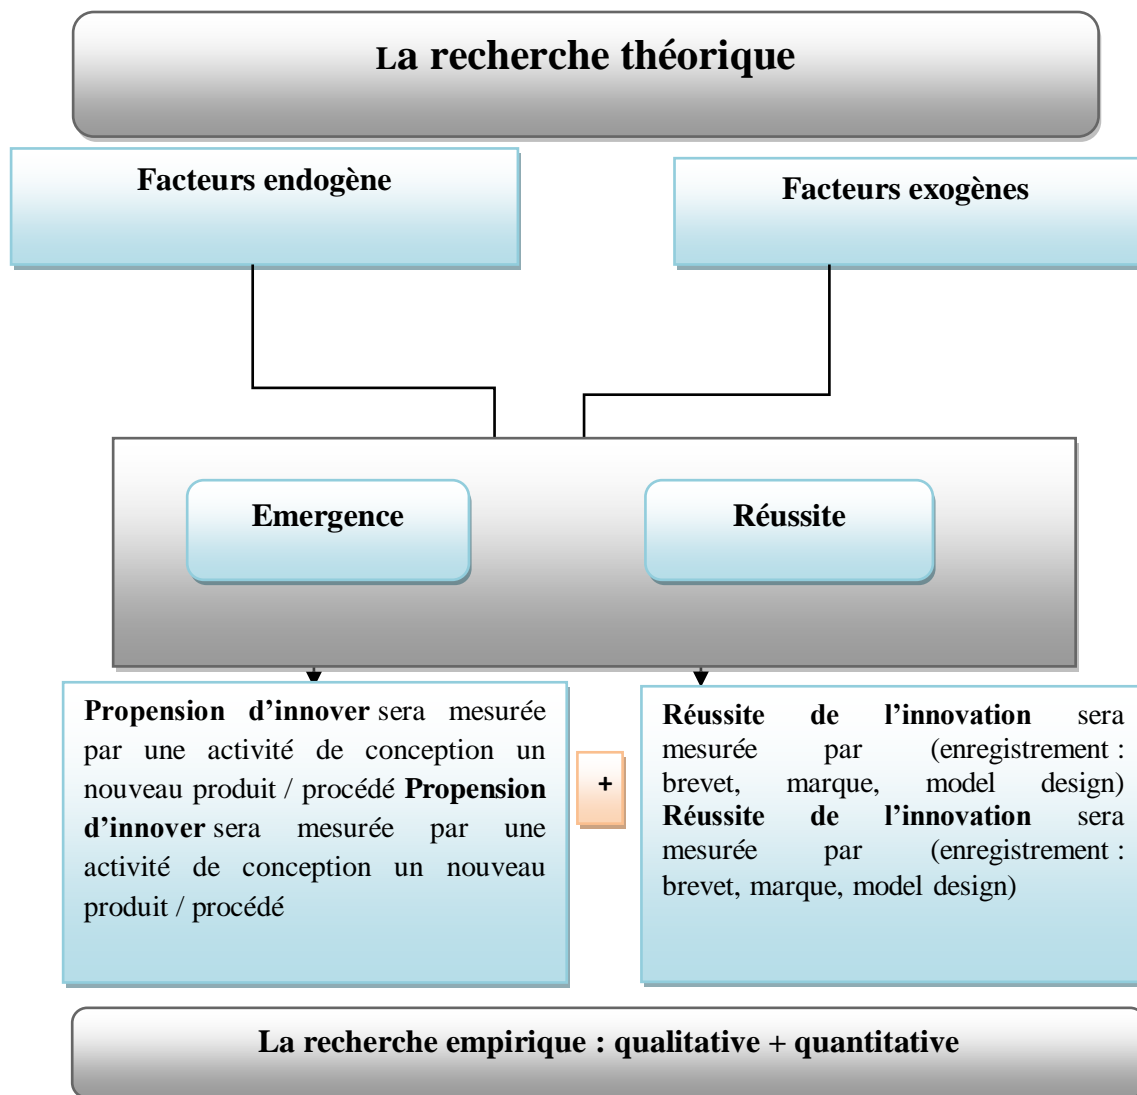 La recherche théorique
Facteurs endogène
Facteurs exogènes
Emergence
Réussite
Propension d’innover sera mesurée
par une activité de conception un
nouveau produit / procédé Propension
d’innover sera mesurée par une
activité de conception un nouveau
produit / procédé
+
Réussite de l’innovation sera
mesurée par (enregistrement :
brevet, marque, model design)
Réussite de l’innovation sera
mesurée par (enregistrement :
brevet, marque, model design)
La recherche empirique : qualitative + quantitative